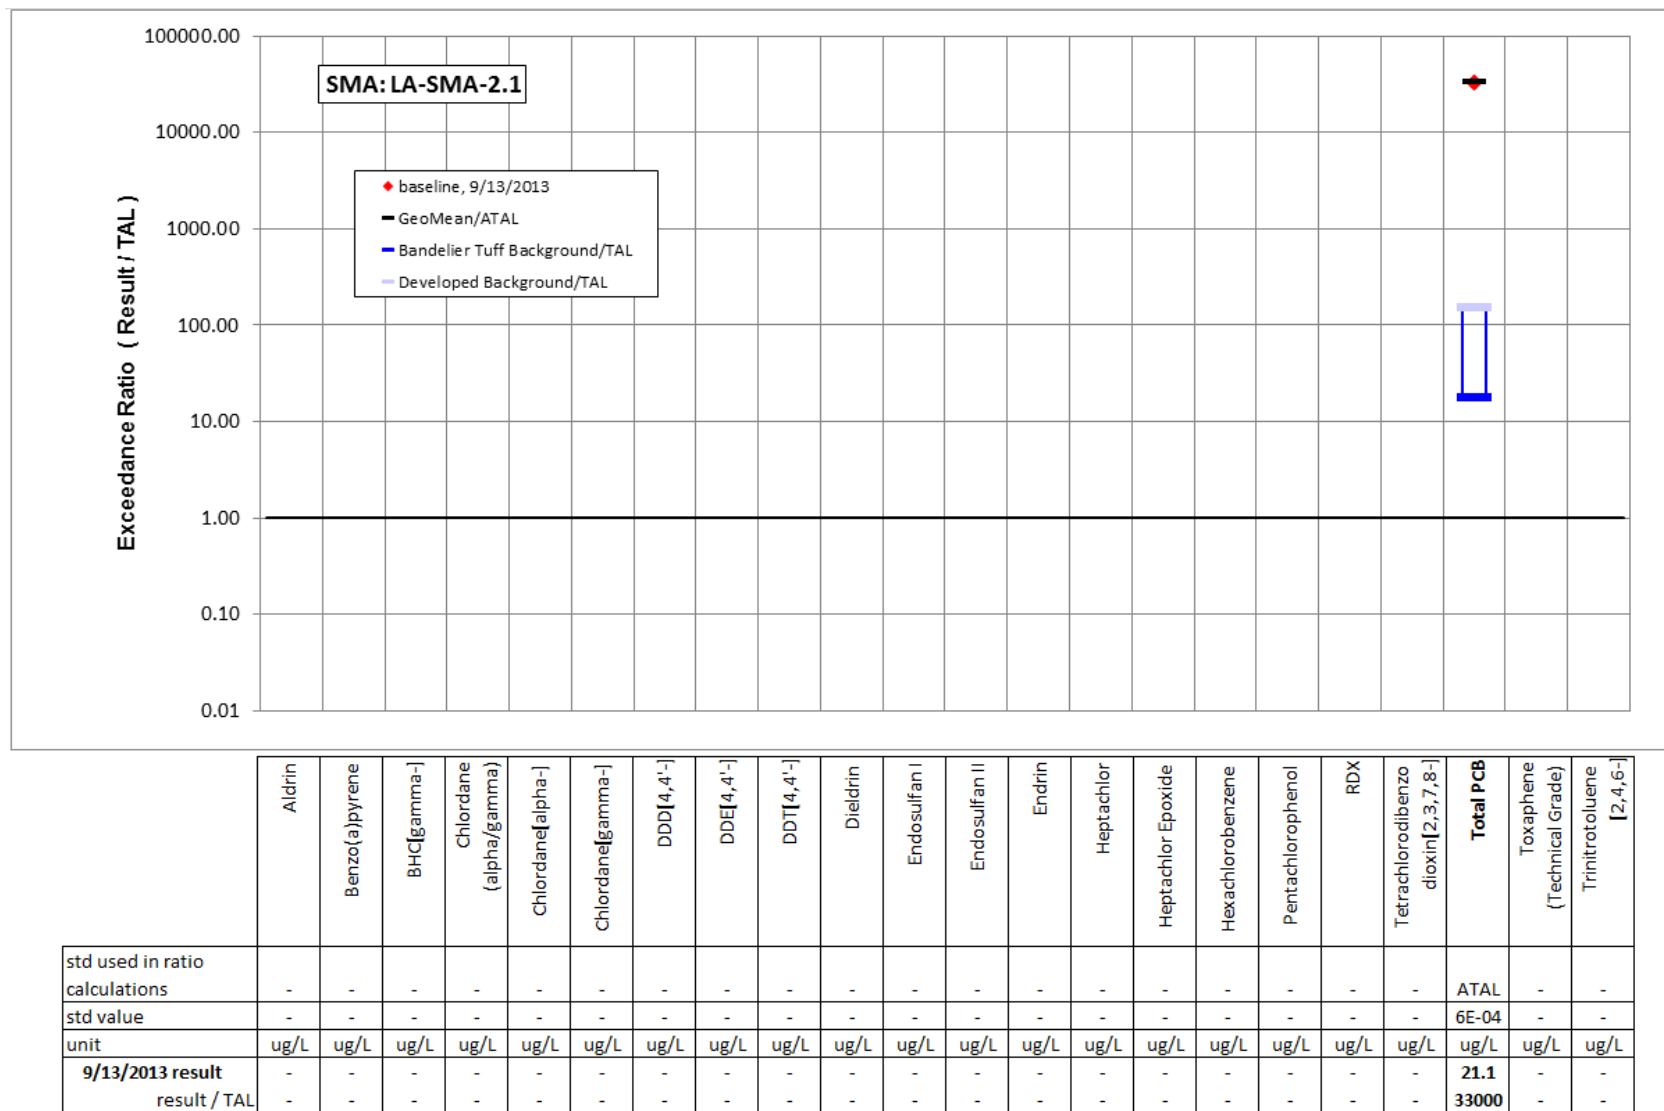 100000.00
10000.00
1000.00
100.00
10.00
1.00
0.10
0.01
Exceedance Ratio ( Result / TAL )
SMA: LA-SMA-2.1
baseline, 9/13/2013
GeoMean/ATAL
Bandelier Tuff Background/TAL
Developed Background/TAL
Aldrin
Benzo(a)pyrene
BHC[gamma-]
Chlordane
(alpha/gamma)
Chlordane[alpha-]
Chlordane[gamma-]
DDD[4,4'-]
DDE[4,4'-]
DDT[4,4'-]
Dieldrin
Endosulfan I
Endosulfan II
Endrin
Heptachlor
Heptachlor Epoxide
Hexachlorobenzene
Pentachlorophenol
RDX
Tetrachlorodibenzo
dioxin[2,3,7,8-]
Total PCB
Toxaphene
(Technical Grade)
Trinitrotoluene
[2,4,6-]
std used in ratio
calculations - - - - - - - - - - - - - - - - - - - ATAL - -
std value - - - - - - - - - - - - - - - - - - - 6E-04 - -
unit ug/L ug/L ug/L ug/L ug/L ug/L ug/L ug/L ug/L ug/L ug/L ug/L ug/L ug/L ug/L ug/L ug/L ug/L ug/L ug/L ug/L ug/L
9/13/2013 result - - - - - - - - - - - - - - - - - - - 21.1 - -
result / TAL - - - - - - - - - - - - - - - - - - - 33000 - -